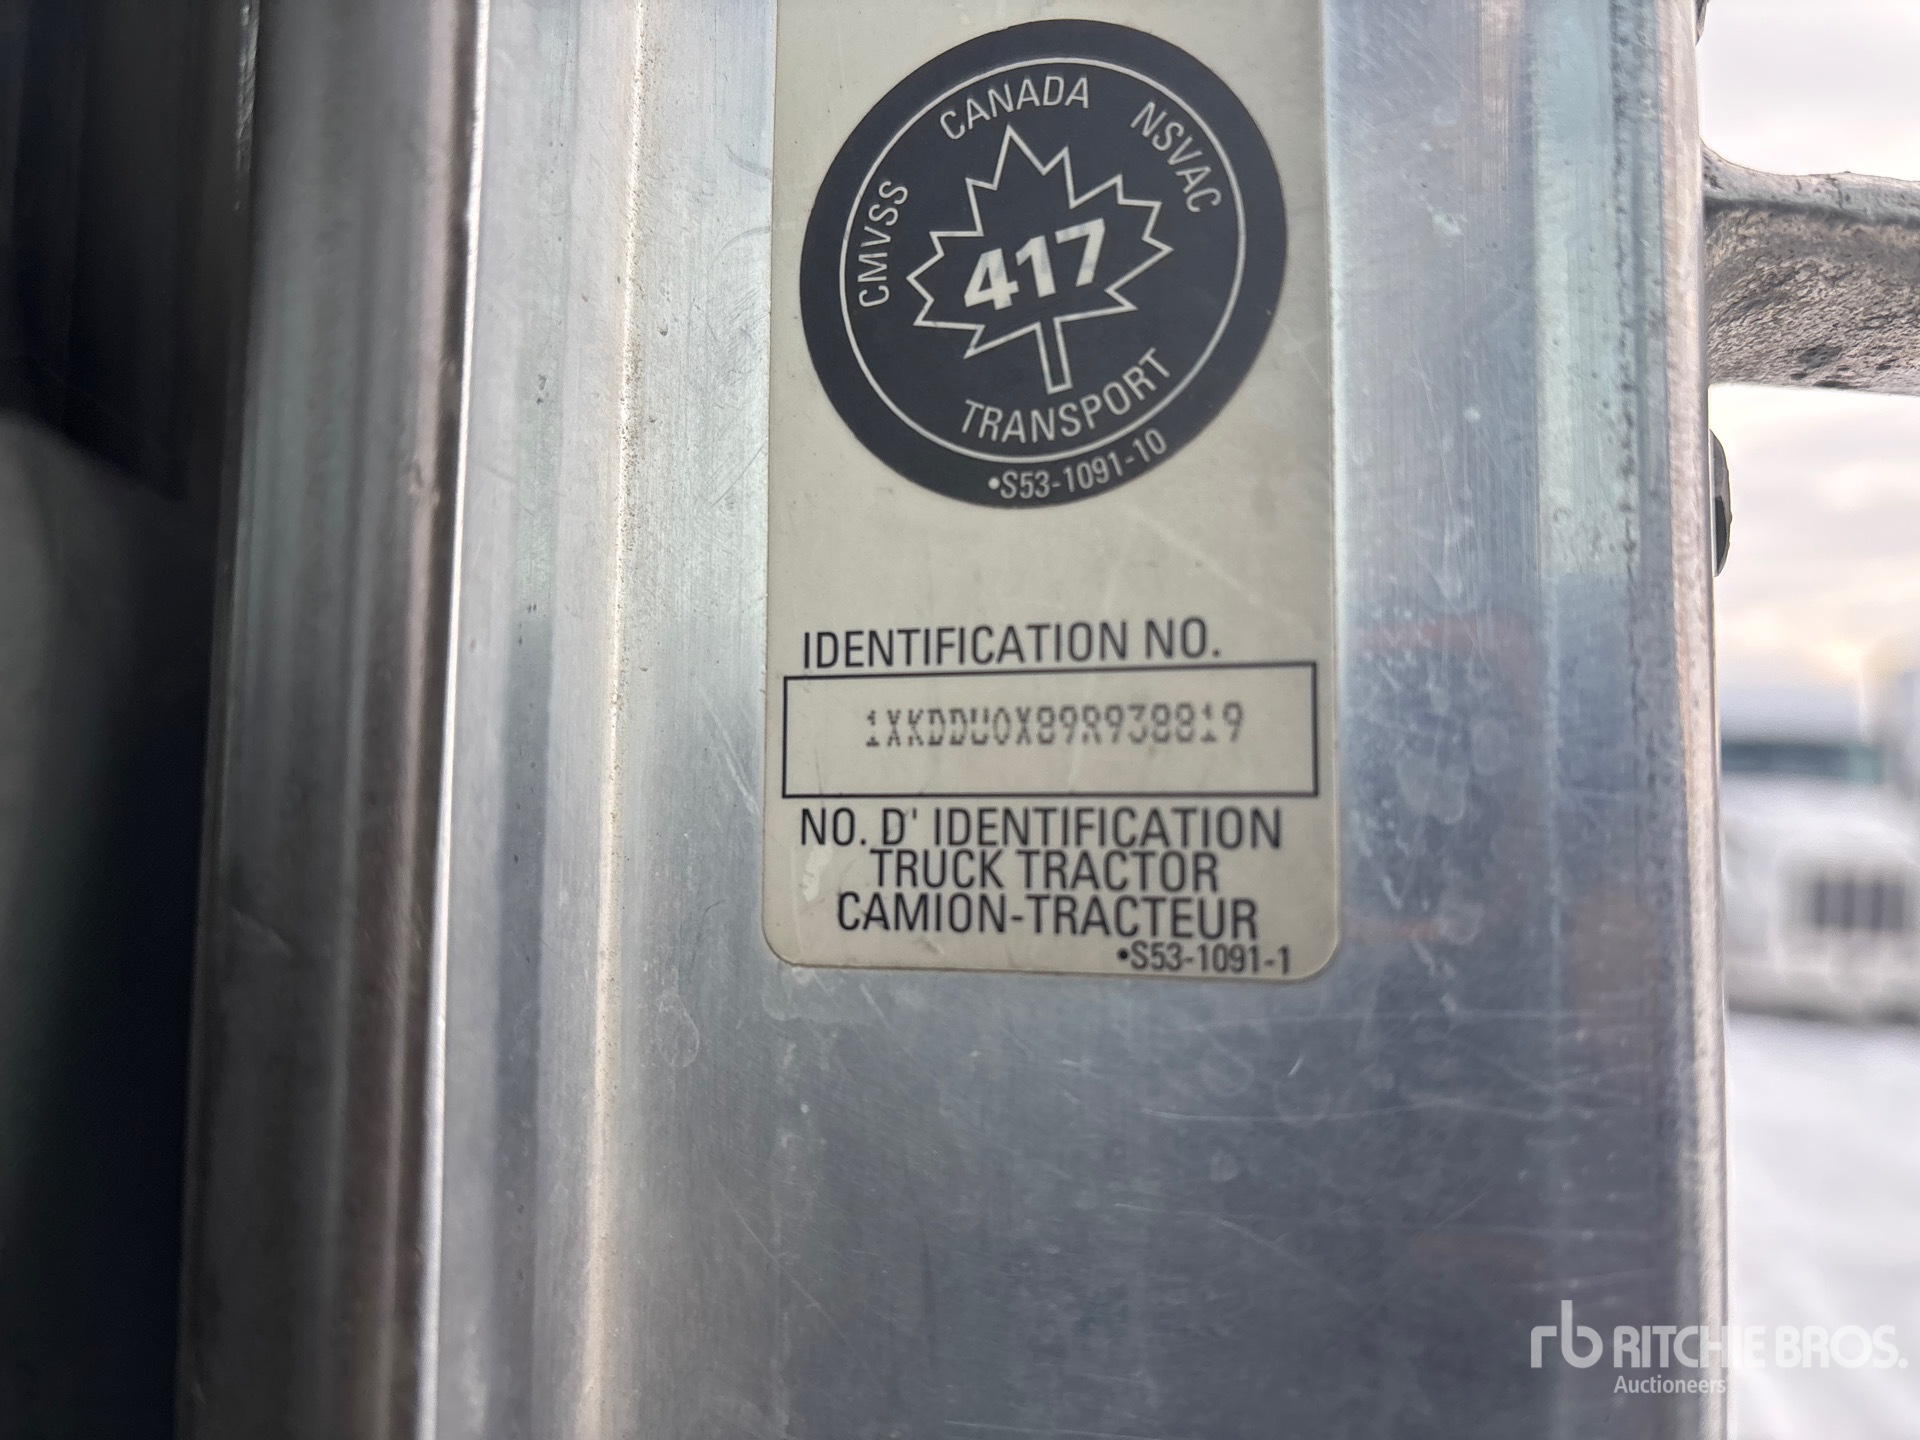 CMVSS CANADA NSVAC
417
TRANSPORT
•S53-1091-10
IDENTIFICATION NO.
1XKDDU0X89R938819
NO. D' IDENTIFICATION
TRUCK TRACTOR
CAMION-TRACTEUR
•S53-1091-1
rb RITCHIE BROS.
Auctioneers